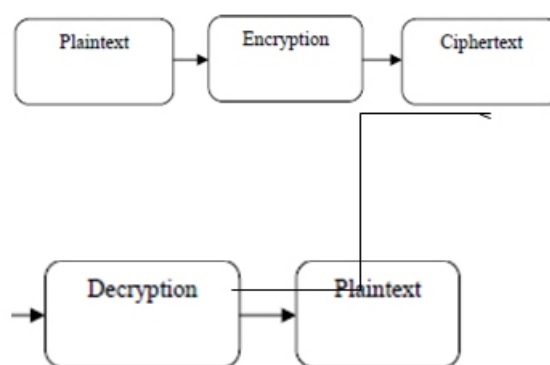 Plaintext
Encryption
Ciphertext
Decryption
Plaintext